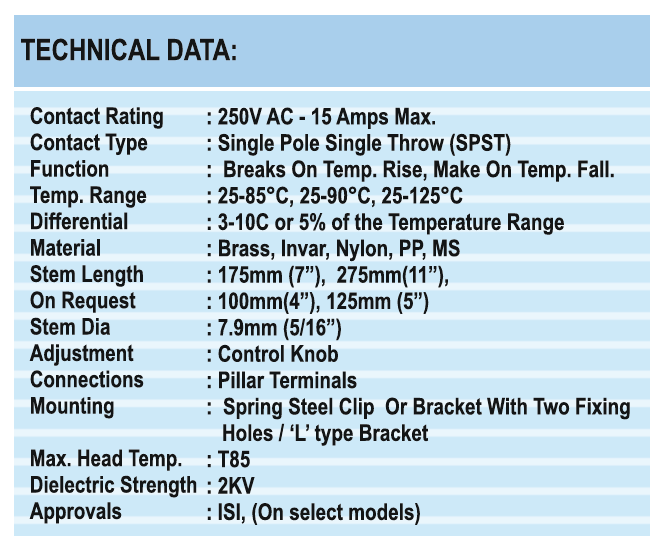 TECHNICAL DATA:
Contact Rating : 250V AC - 15 Amps Max.
Contact Type : Single Pole Single Throw (SPST)
Function : Breaks On Temp. Rise, Make On Temp. Fall.
Temp. Range : 25-85°C, 25-90°C, 25-125°C
Differential : 3-10C or 5% of the Temperature Range
Material : Brass, Invar, Nylon, PP, MS
Stem Length : 175mm (7”), 275mm(11”),
On Request : 100mm(4”), 125mm (5”)
Stem Dia : 7.9mm (5/16”)
Adjustment : Control Knob
Connections : Pillar Terminals
Mounting : Spring Steel Clip Or Bracket With Two Fixing
Holes / ‘L’ type Bracket
Max. Head Temp. : T85
Dielectric Strength : 2KV
Approvals : ISI, (On select models)